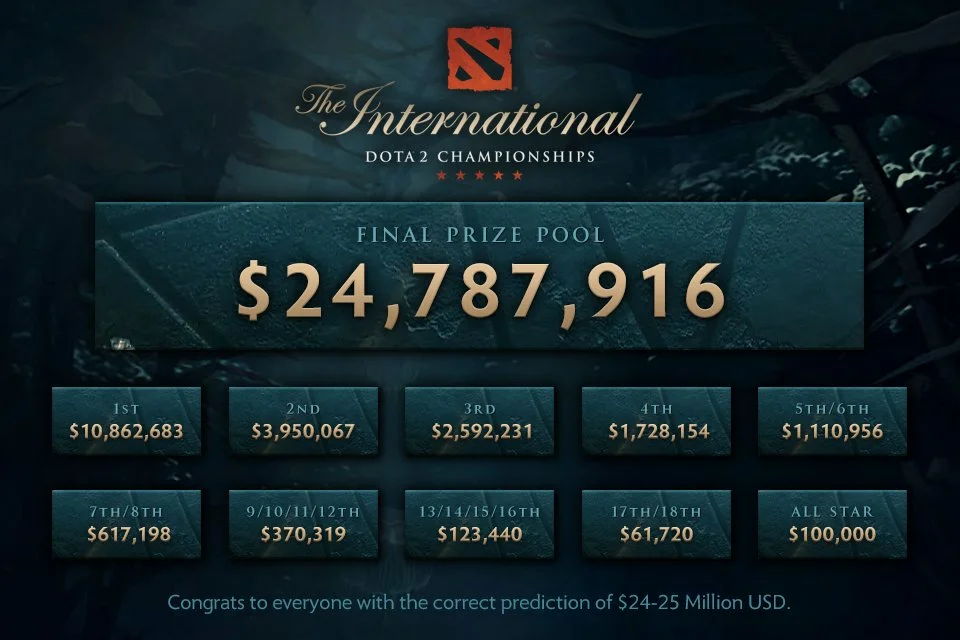 The International
DOTA 2 CHAMPIONSHIPS
FINAL PRIZE POOL
$24,787,916
1ST
$10,862,683
2ND
$3,950,067
3RD
$2,592,231
4TH
$1,728,154
5TH/6TH
$1,110,956
7TH/8TH
$617,198
9/10/11/12TH
$370,319
13/14/15/16TH
$123,440
17TH/18TH
$61,720
ALL STAR
$100,000
Congrats to everyone with the correct prediction of $24-25 Million USD.